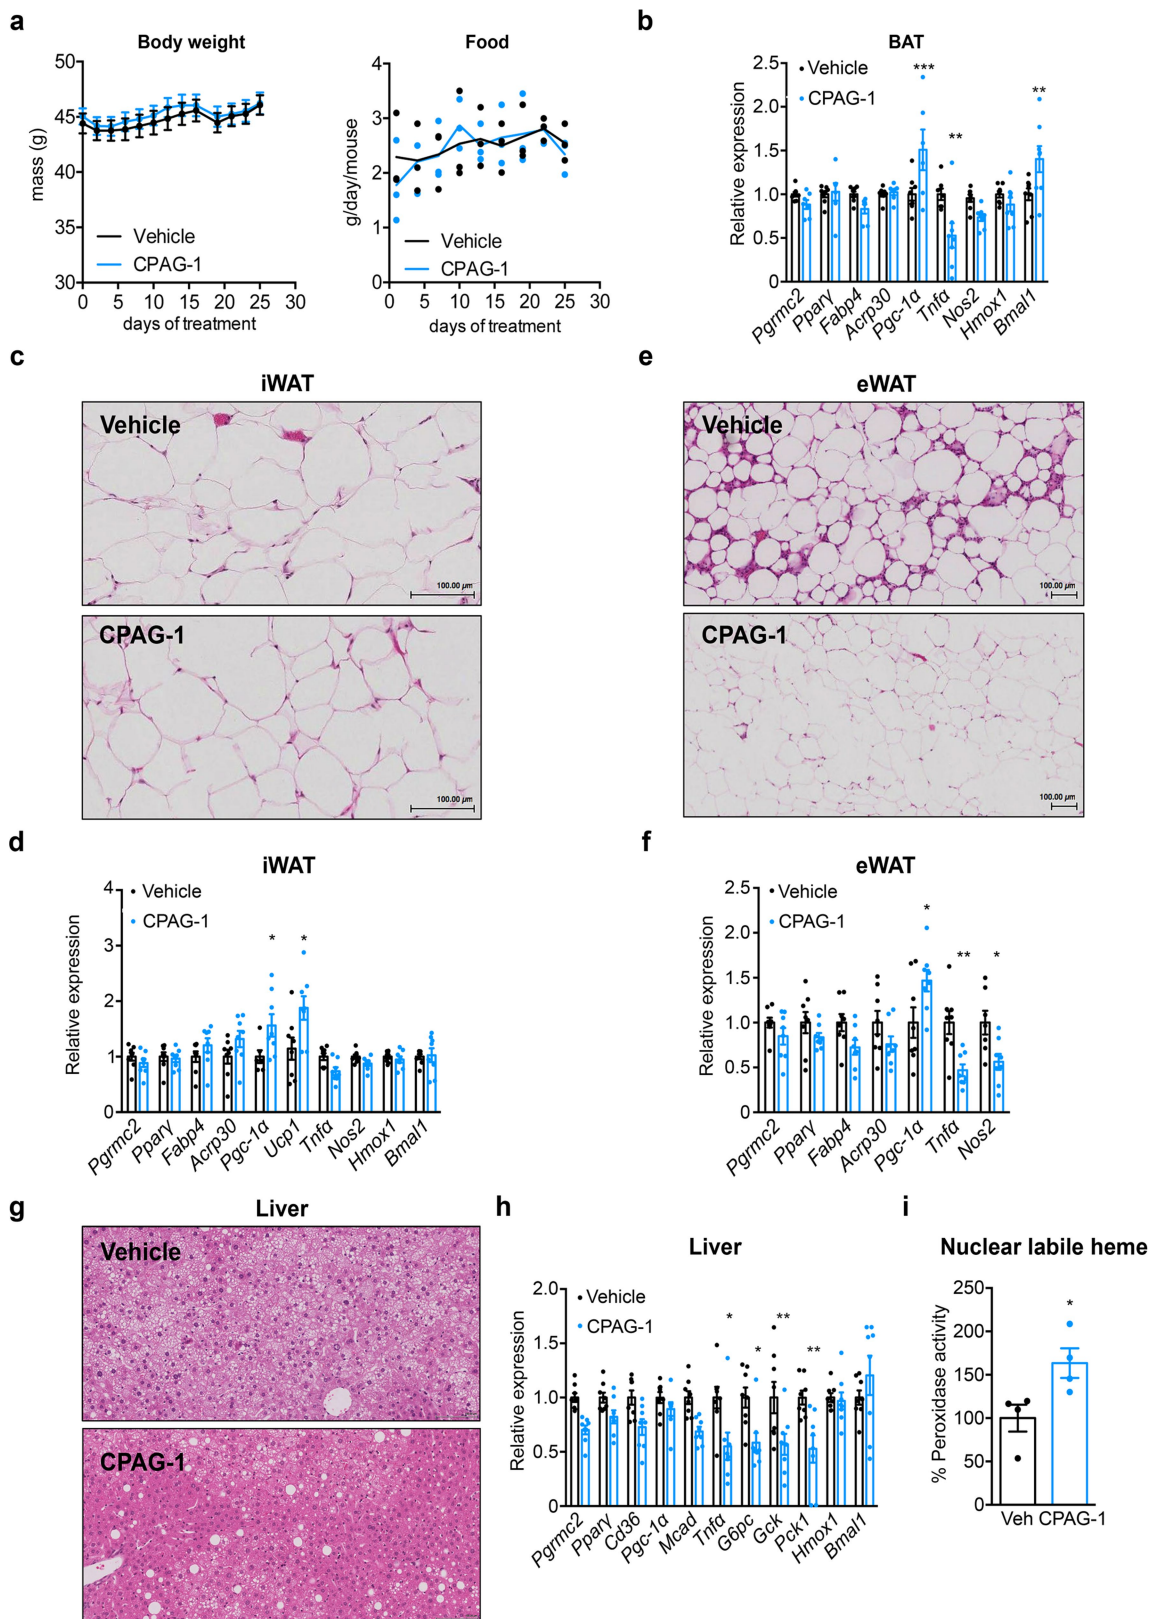 a
Body weight
50
45
40
35
30
mass (g)
Vehicle
CPAG-1
0 5 10 15 20 25 30
days of treatment
Food
4
3
2
1
0
g/day/mouse
Vehicle
CPAG-1
0 5 10 15 20 25 30
days of treatment
b
BAT
2.5
2.0
1.5
1.0
0.5
0
Relative expression
Vehicle
CPAG-1
***
**
**
Pgrmc2 Pparγ Fabp4 Acrp30 Pgc-1α Tnfα Nos2 Hmox1 Bmal1
c
iWAT
Vehicle
100.00 µm
CPAG-1
100.00 µm
e
eWAT
Vehicle
100.00 µm
CPAG-1
100.00 µm
d
iWAT
4
3
2
1
0
Relative expression
Vehicle
CPAG-1
* *
Pgrmc2 Pparγ Fabp4 Acrp30 Pgc-1α Ucp1 Tnfα Nos2 Hmox1 Bmal1
f
eWAT
2.5
2.0
1.5
1.0
0.5
0
Relative expression
Vehicle
CPAG-1
*
** *
Pgrmc2 Pparγ Fabp4 Acrp30 Pgc-1α Tnfα Nos2
g
Liver
Vehicle
CPAG-1
h
Liver
2.0
1.5
1.0
0.5
0
Relative expression
Vehicle
CPAG-1
* **
* **
Pgrmc2 Pparγ Cd36 Pgc-1α Mcad Tnfα G6pc Gck Pck1 Hmox1 Bmal1
i
Nuclear labile heme
250
200
150
100
50
0
% Peroxidase activity
*
Veh CPAG-1